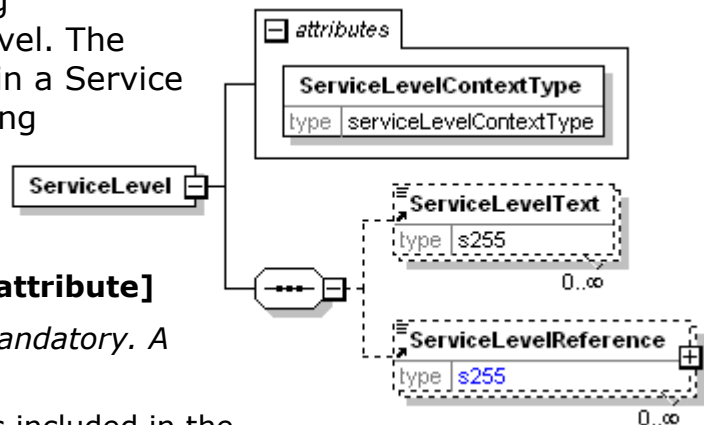 attributes
vel. The
in a Service
ServiceLevelContextType
type serviceLevelContextType
ServiceLevel
ServiceLevelText
type s255
0..∞
attribute]
andatory. A
ServiceLevelReference
type s255
included in the
0..∞